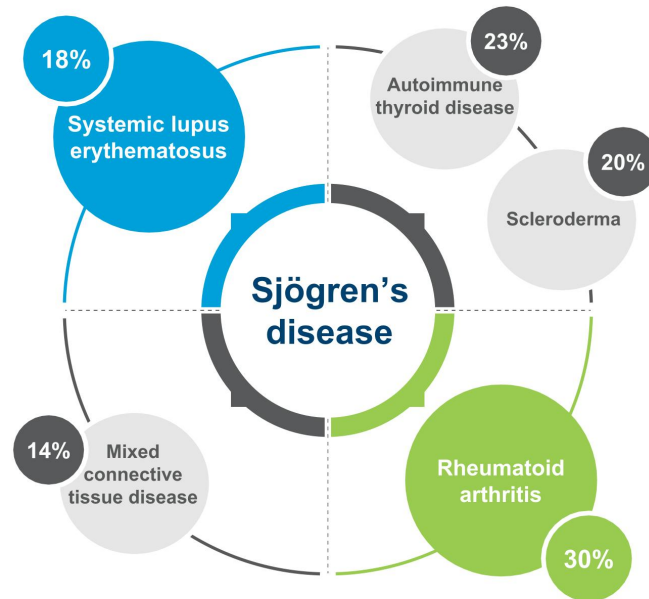 18%
Systemic lupus
erythematosus
23%
Autoimmune
thyroid disease
20%
Scleroderma
Sjögren’s
disease
14%
Mixed
connective
tissue disease
Rheumatoid
arthritis
30%